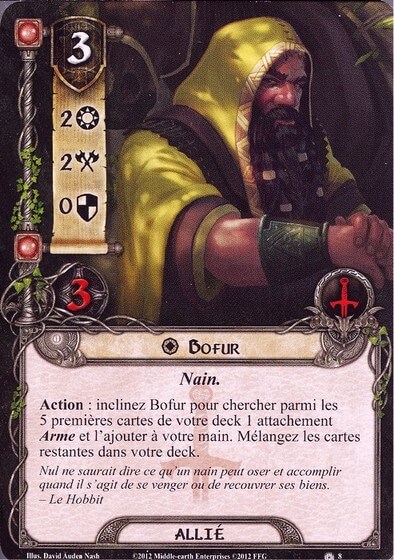 3
2
2
0
3
Bofur
Nain.
Action : inclinez Bofur pour chercher parmi les
5 premières cartes de votre deck 1 attachement
Arme et l'ajouter à votre main. Mélangez les cartes
restantes dans votre deck.
Nul ne saurait dire ce qu'un nain peut oser et accomplir
quand il s'agit de se venger ou de recouvrer ses biens.
– Le Hobbit
Allié
Illus. David Auden Nash ©2012 Middle-earth Enterprises ©2012 FFG 8